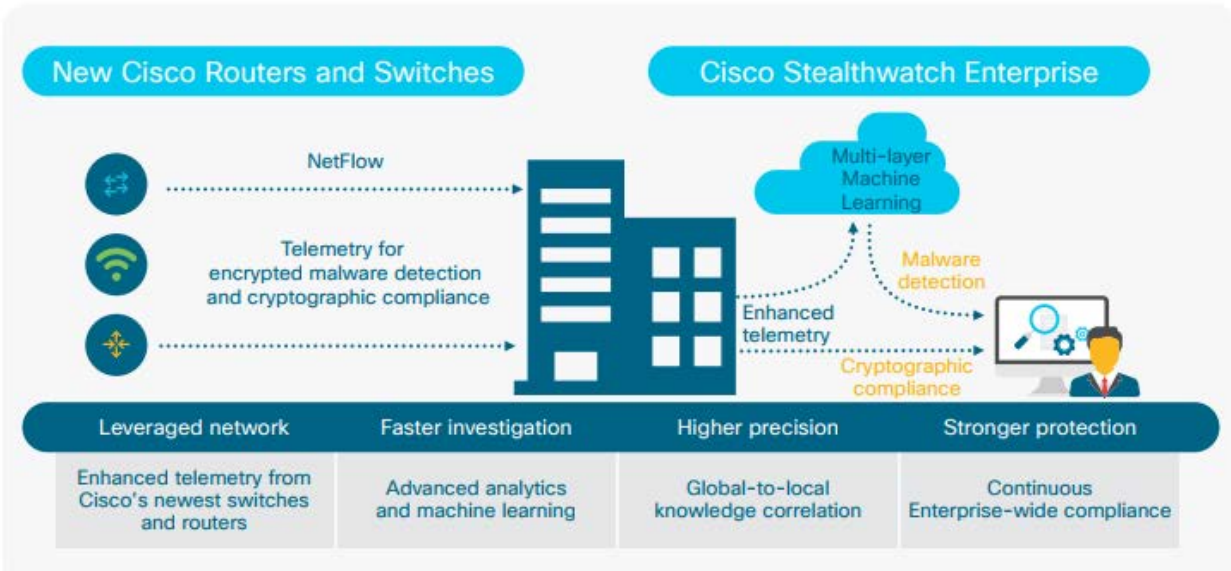 New Cisco Routers and Switches
Cisco Stealthwatch Enterprise
NetFlow
Telemetry for
encrypted malware detection
and cryptographic compliance
Multi-layer
Machine
Learning
Malware
detection
Enhanced
telemetry
Cryptographic
compliance
Leveraged network
Faster investigation
Higher precision
Stronger protection
Enhanced telemetry from
Cisco's newest switches
and routers
Advanced analytics
and machine learning
Global-to-local
knowledge correlation
Continuous
Enterprise-wide compliance